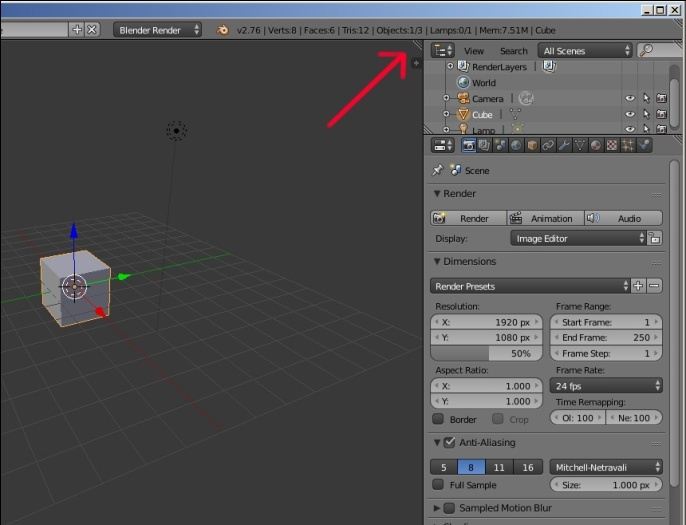 Blender Render
v2.76 | Verts:8 | Faces:6 | Tris:12 | Objects:1/3 | Lamps:0/1 | Mem:7.51M | Cube
View Search All Scenes
RenderLayers |
World
Camera |
Cube |
Lamp |
Scene
Render
Render Animation Audio
Display: Image Editor
Dimensions
Render Presets
Resolution: Frame Range:
X: 1920 px Start Frame: 1
Y: 1080 px End Frame: 250
50% Frame Step: 1
Aspect Ratio: Frame Rate:
X: 1.000 24 fps
Y: 1.000 Time Remapping:
Border Crop Ol: 100 Ne: 100
Anti-Aliasing
5 8 11 16 Mitchell-Netravali
Full Sample Size: 1.000 px
Sampled Motion Blur